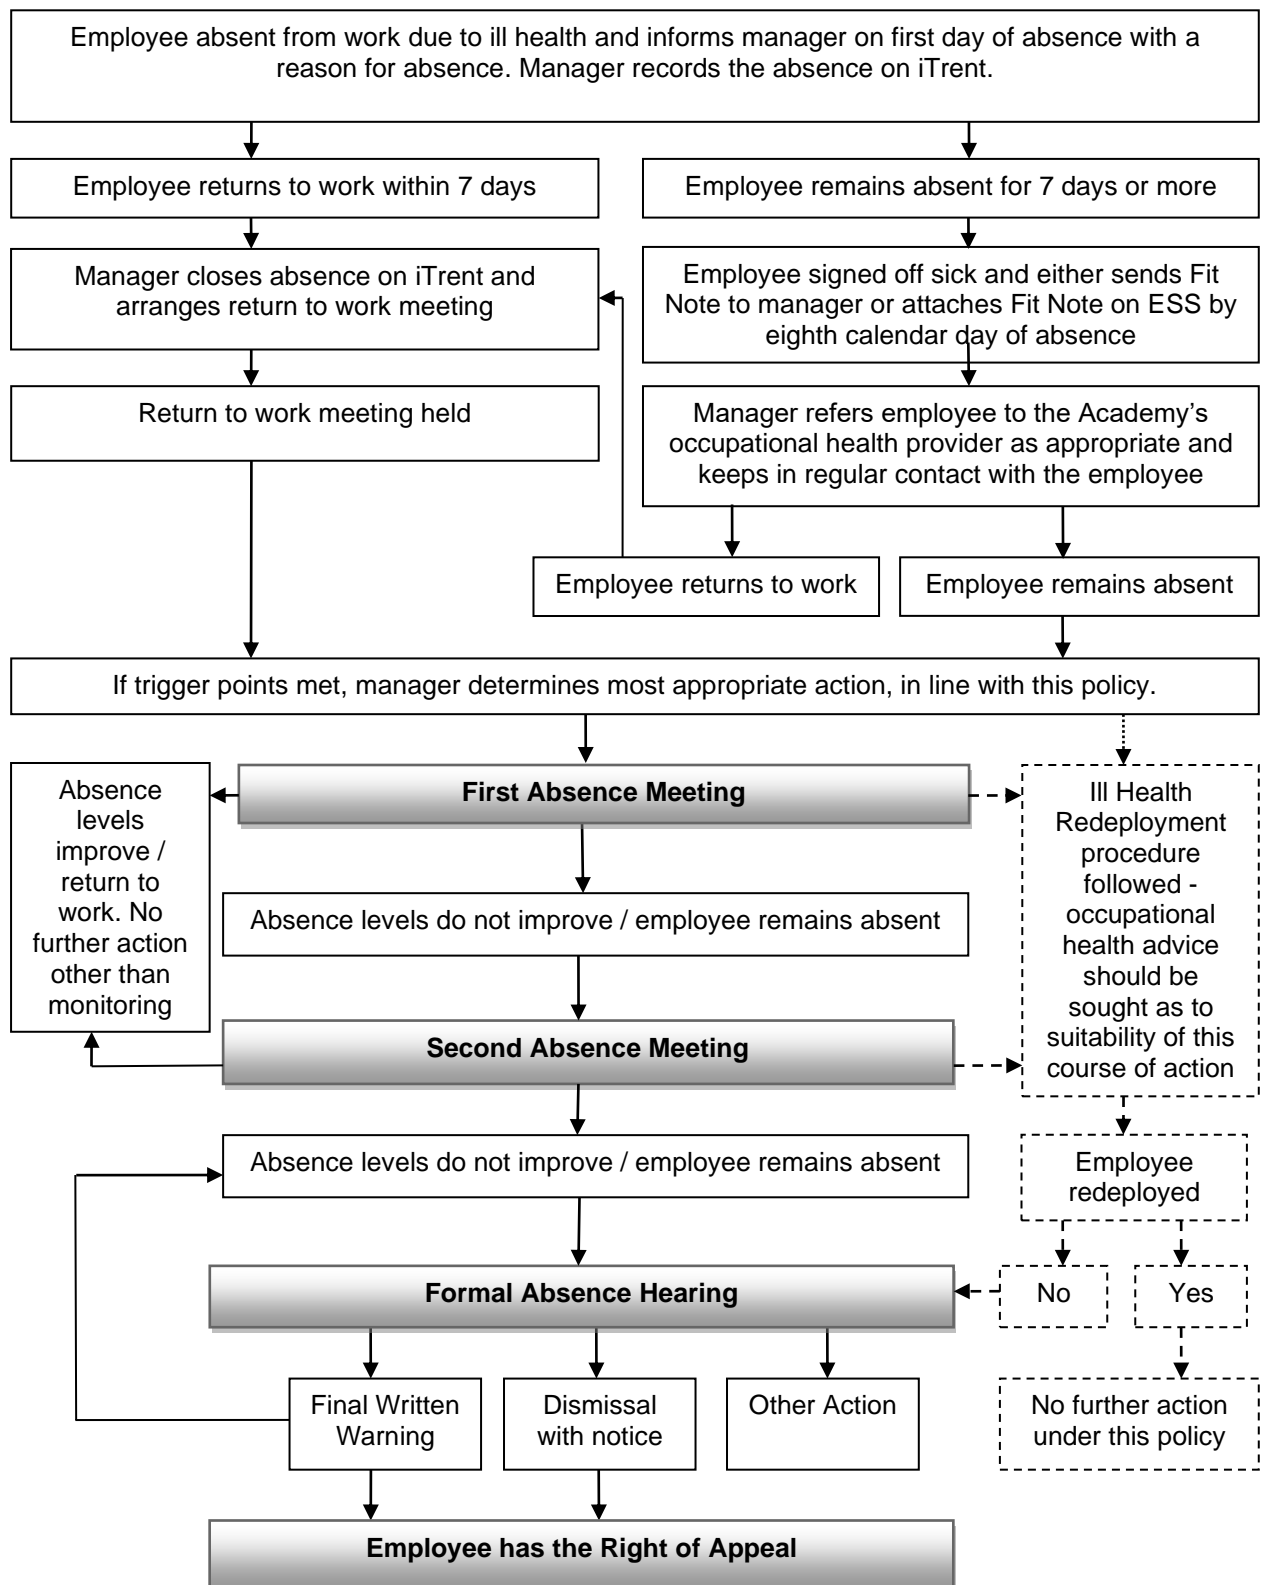 Employee absent from work due to ill health and informs manager on first day of absence with a
reason for absence. Manager records the absence on iTrent.
Employee returns to work within 7 days
Employee remains absent for 7 days or more
Manager closes absence on iTrent and
arranges return to work meeting
Employee signed off sick and either sends Fit
Note to manager or attaches Fit Note on ESS by
eighth calendar day of absence
Return to work meeting held
Manager refers employee to the Academy’s
occupational health provider as appropriate and
keeps in regular contact with the employee
Employee returns to work
Employee remains absent
If trigger points met, manager determines most appropriate action, in line with this policy.
First Absence Meeting
Absence
levels
improve /
return to
work. No
further action
other than
monitoring
Ill Health
Redeployment
procedure
followed -
occupational
health advice
should be
sought as to
suitability of this
course of action
Absence levels do not improve / employee remains absent
Second Absence Meeting
Absence levels do not improve / employee remains absent
Employee
redeployed
Formal Absence Hearing
No
Yes
Final Written
Warning
Dismissal
with notice
Other Action
No further action
under this policy
Employee has the Right of Appeal